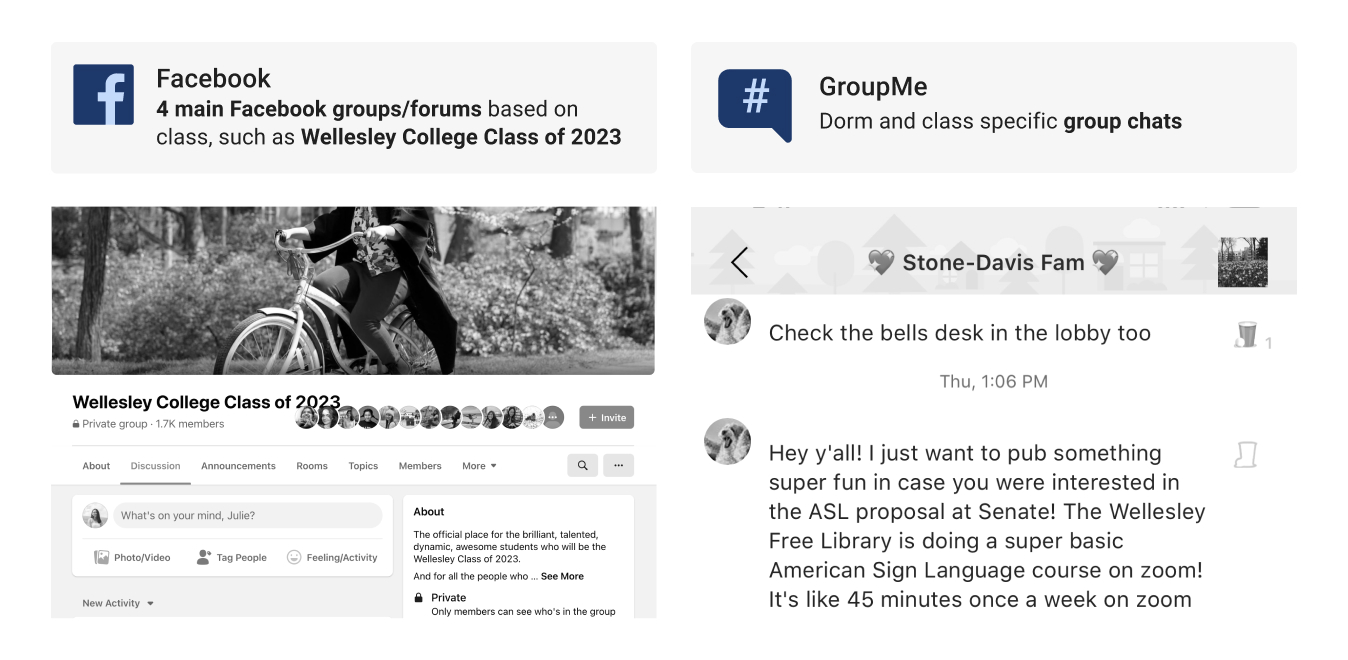 Facebook
4 main Facebook groups/forums based on
class, such as Wellesley College Class of 2023
GroupMe
Dorm and class specific group chats
Wellesley College Class of 2023
Private group · 1.7K members
+ Invite
About Discussion Announcements Rooms Topics Members More
What's on your mind, Julie?
Photo/Video Tag People Feeling/Activity
New Activity
About
The official place for the brilliant, talented,
dynamic, awesome students who will be the
Wellesley Class of 2023.
And for all the people who ... See More
Private
Only members can see who's in the group
Stone-Davis Fam
Check the bells desk in the lobby too
1
Thu, 1:06 PM
Hey y'all! I just want to pub something
super fun in case you were interested in
the ASL proposal at Senate! The Wellesley
Free Library is doing a super basic
American Sign Language course on zoom!
It's like 45 minutes once a week on zoom